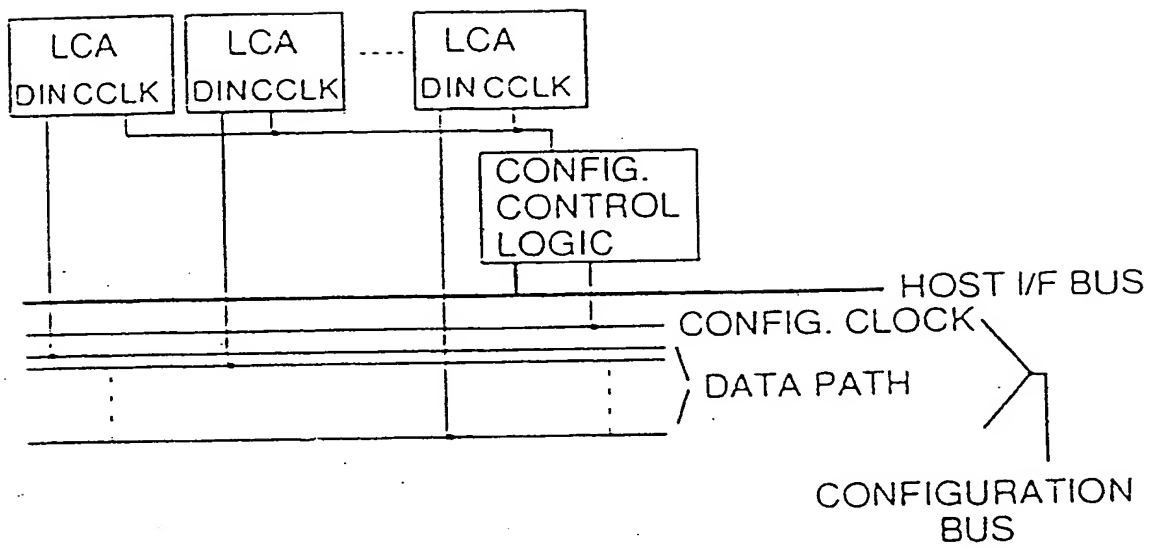 LCA
DIN CCLK
LCA
DIN CCLK
LCA
DIN CCLK
CONFIG.
CONTROL
LOGIC
HOST I/F BUS
CONFIG. CLOCK
DATA PATH
CONFIGURATION
BUS